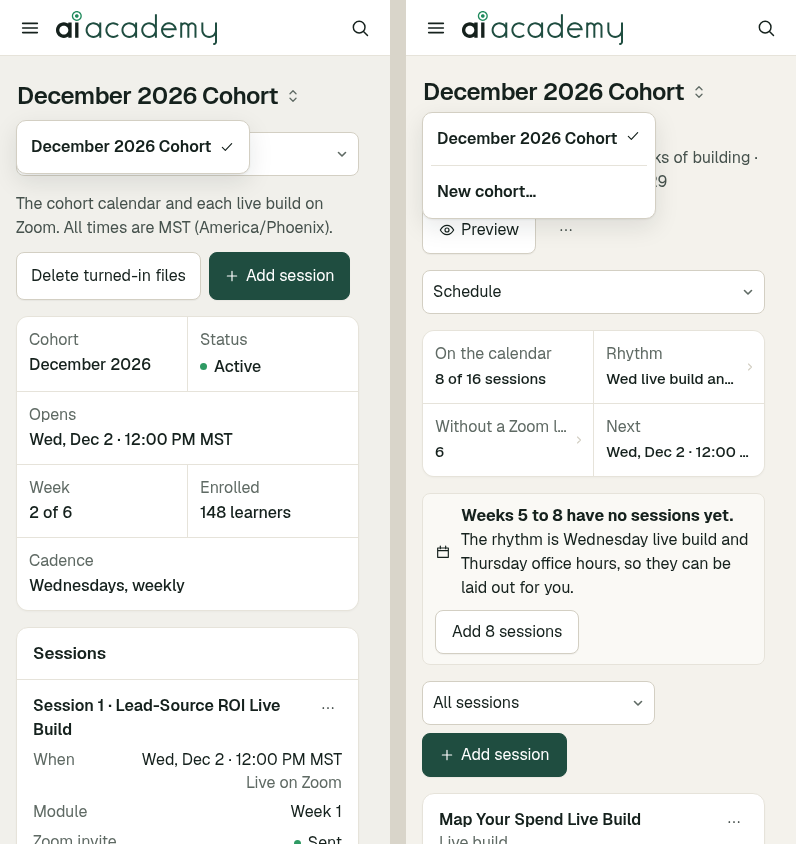 ai academy
December 2026 Cohort
December 2026 Cohort
The cohort calendar and each live build on
Zoom. All times are MST (America/Phoenix).
Delete turned-in files
+ Add session
Cohort
December 2026
Status
Active
Opens
Wed, Dec 2 · 12:00 PM MST
Week
2 of 6
Enrolled
148 learners
Cadence
Wednesdays, weekly
Sessions
Session 1 · Lead-Source ROI Live
Build
...
When
Wed, Dec 2 · 12:00 PM MST
Live on Zoom
Module
Week 1
Zoom invite
Sent
ai academy
December 2026 Cohort
December 2026 Cohort
New cohort...
ks of building ·
Preview
...
Schedule
On the calendar
8 of 16 sessions
Rhythm
Wed live build an...
Without a Zoom l...
6
Next
Wed, Dec 2 · 12:00 ...
Weeks 5 to 8 have no sessions yet.
The rhythm is Wednesday live build and
Thursday office hours, so they can be
laid out for you.
Add 8 sessions
All sessions
+ Add session
Map Your Spend Live Build
...
Live build